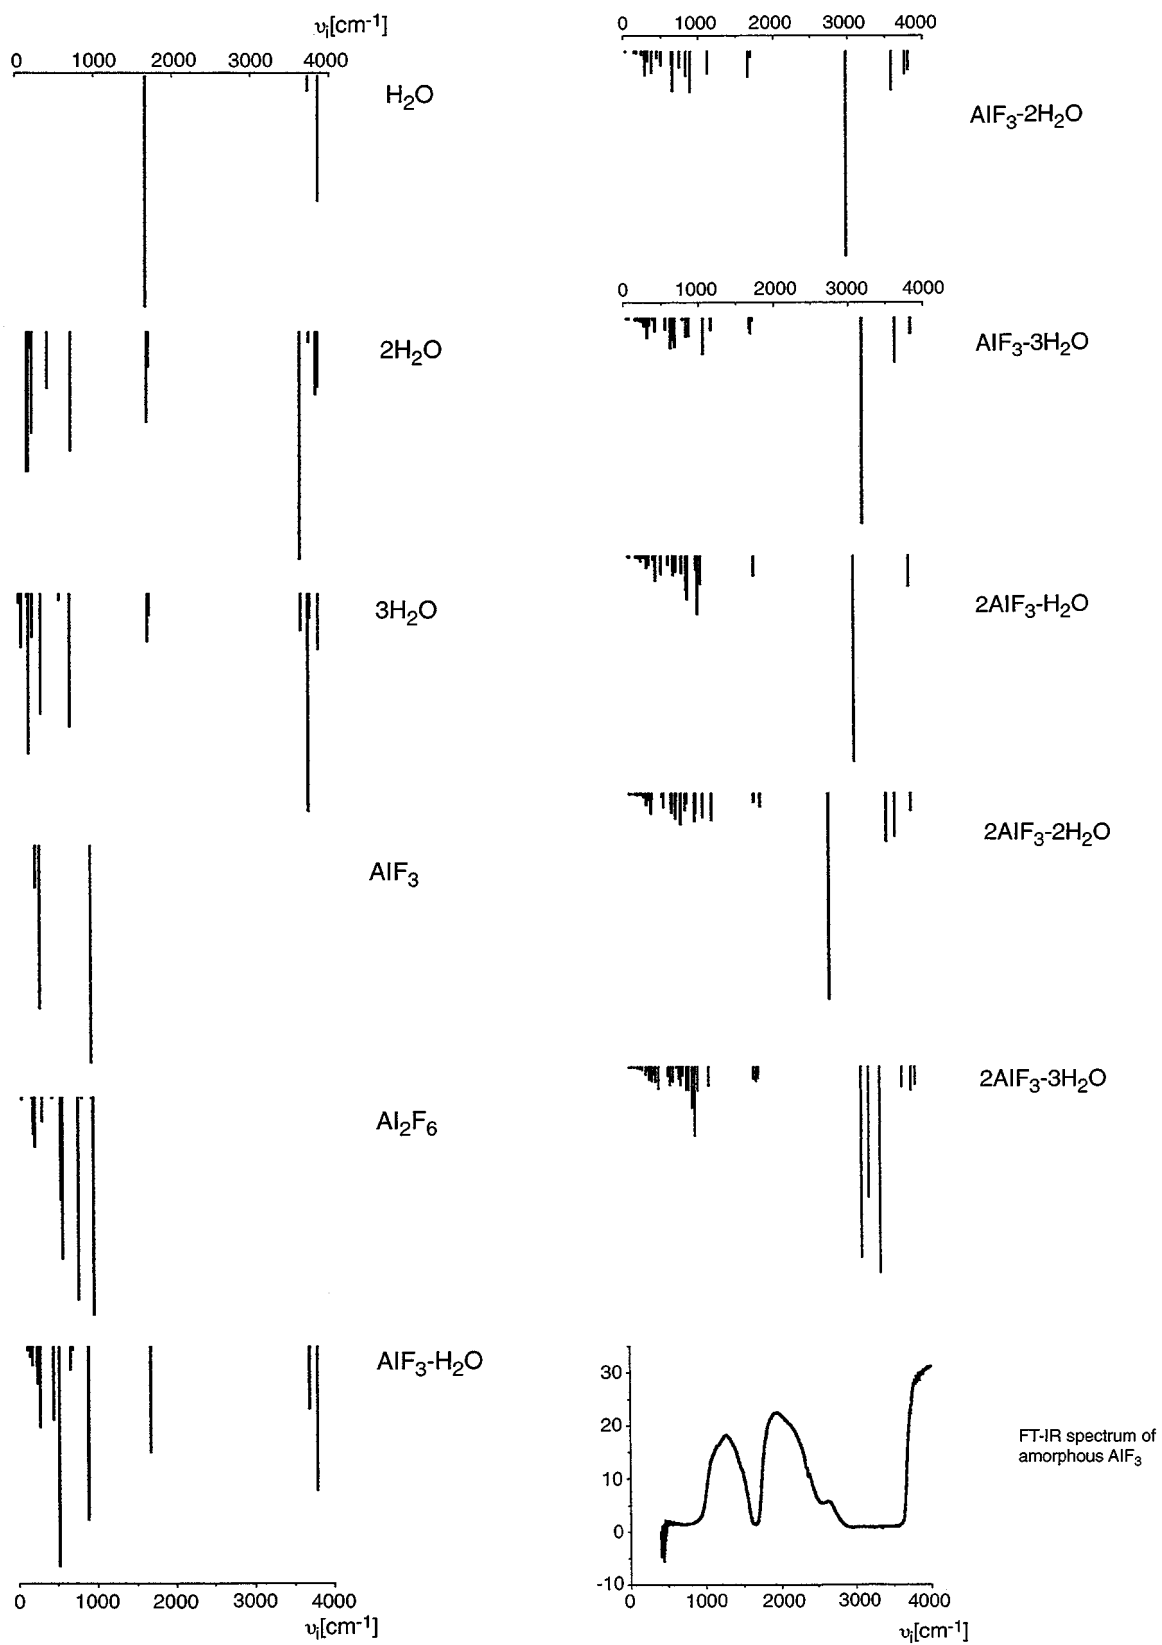 υi[cm-1]
0 1000 2000 3000 4000
H2O
2H2O
3H2O
AlF3
Al2F6
AlF3-H2O
0 1000 2000 3000 4000
υi[cm-1]
0 1000 2000 3000 4000
AlF3-2H2O
0 1000 2000 3000 4000
AlF3-3H2O
2AlF3-H2O
2AlF3-2H2O
2AlF3-3H2O
30
20
10
0
-10
FT-IR spectrum of
amorphous AlF3
0 1000 2000 3000 4000
υi[cm-1]